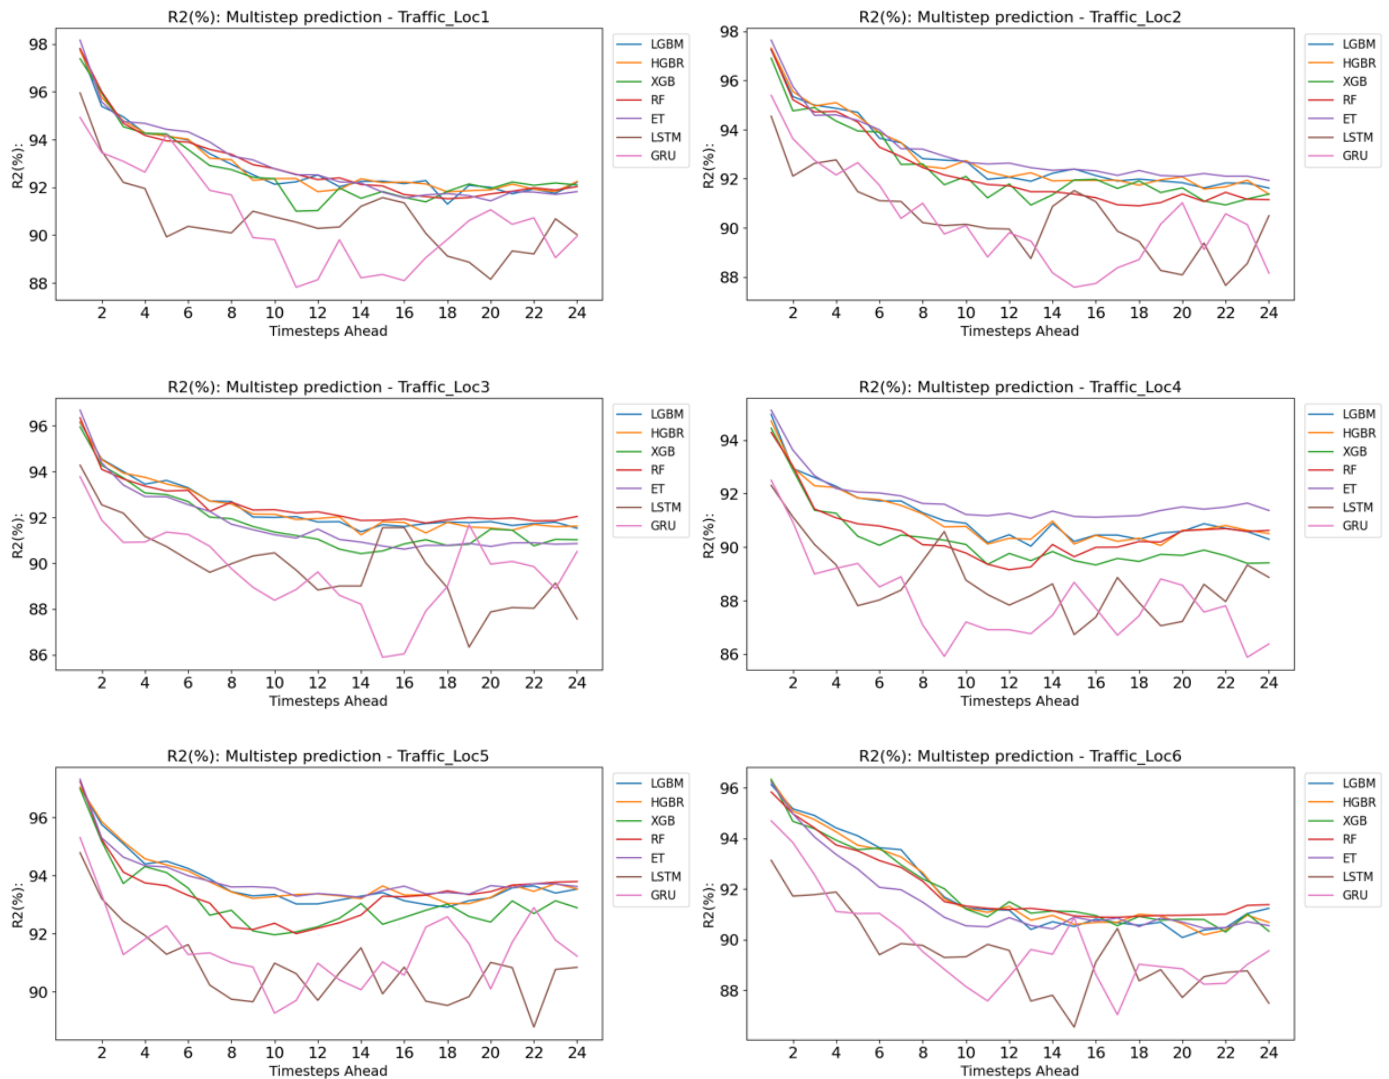 R2(%): Multistep prediction - Traffic_Loc1
R2(%):
98
96
94
92
90
88
2 4 6 8 10 12 14 16 18 20 22 24
Timesteps Ahead
LGBM
HGBR
XGB
RF
ET
LSTM
GRU
R2(%): Multistep prediction - Traffic_Loc2
R2(%):
98
96
94
92
90
88
2 4 6 8 10 12 14 16 18 20 22 24
Timesteps Ahead
LGBM
HGBR
XGB
RF
ET
LSTM
GRU
R2(%): Multistep prediction - Traffic_Loc3
R2(%):
96
94
92
90
88
86
2 4 6 8 10 12 14 16 18 20 22 24
Timesteps Ahead
LGBM
HGBR
XGB
RF
ET
LSTM
GRU
R2(%): Multistep prediction - Traffic_Loc4
R2(%):
94
92
90
88
86
2 4 6 8 10 12 14 16 18 20 22 24
Timesteps Ahead
LGBM
HGBR
XGB
RF
ET
LSTM
GRU
R2(%): Multistep prediction - Traffic_Loc5
R2(%):
96
94
92
90
2 4 6 8 10 12 14 16 18 20 22 24
Timesteps Ahead
LGBM
HGBR
XGB
RF
ET
LSTM
GRU
R2(%): Multistep prediction - Traffic_Loc6
R2(%):
96
94
92
90
88
2 4 6 8 10 12 14 16 18 20 22 24
Timesteps Ahead
LGBM
HGBR
XGB
RF
ET
LSTM
GRU